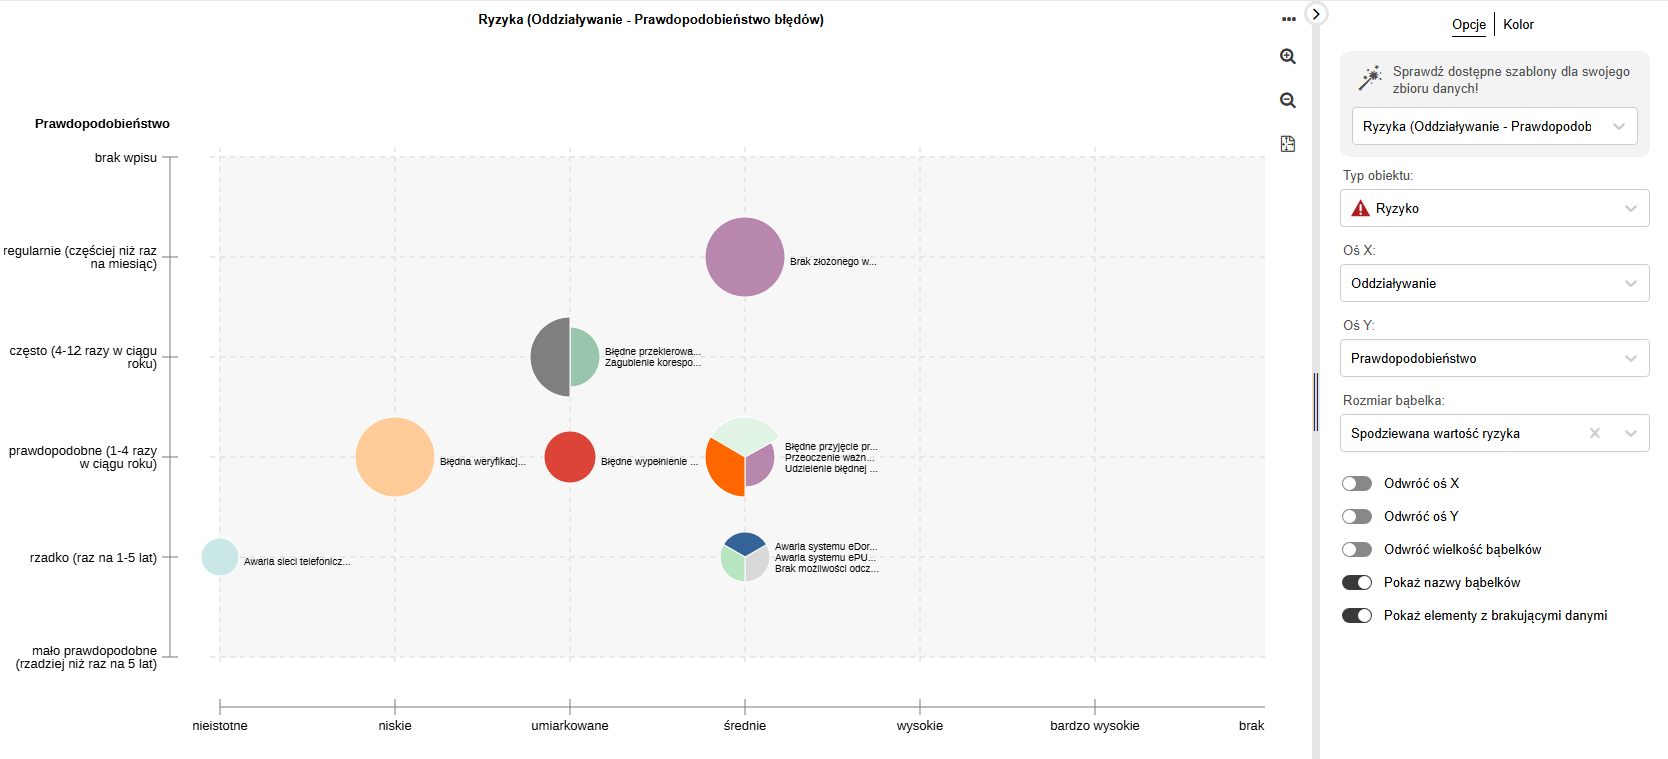 Ryzyka (Oddziaływanie - Prawdopodobieństwo błędów)
Prawdopodobieństwo
brak wpisu
regularnie (częściej niż raz
na miesiąc)
często (4-12 razy w ciągu
roku)
prawdopodobne (1-4 razy
w ciągu roku)
rzadko (raz na 1-5 lat)
mało prawdopodobne
(rzadziej niż raz na 5 lat)
Brak złożonego w...
Błędne przekierowa...
Zagubienie korespo...
Błędna weryfikacj...
Błędne wypełnienie ...
Błędne przyjęcie pr...
Przeoczenie ważn...
Udzielenie błędnej ...
Awaria sieci telefonicz...
Awaria systemu eDor...
Awaria systemu ePU...
Brak możliwości odcz...
nieistotne
niskie
umiarkowane
średnie
wysokie
bardzo wysokie
brak
Opcje
Kolor
Sprawdź dostępne szablony dla swojego
zbioru danych!
Ryzyka (Oddziaływanie - Prawdopodob
Typ obiektu:
Ryzyko
Oś X:
Oddziaływanie
Oś Y:
Prawdopodobieństwo
Rozmiar bąbelka:
Spodziewana wartość ryzyka
Odwróć oś X
Odwróć oś Y
Odwróć wielkość bąbelków
Pokaż nazwy bąbelków
Pokaż elementy z brakującymi danymi